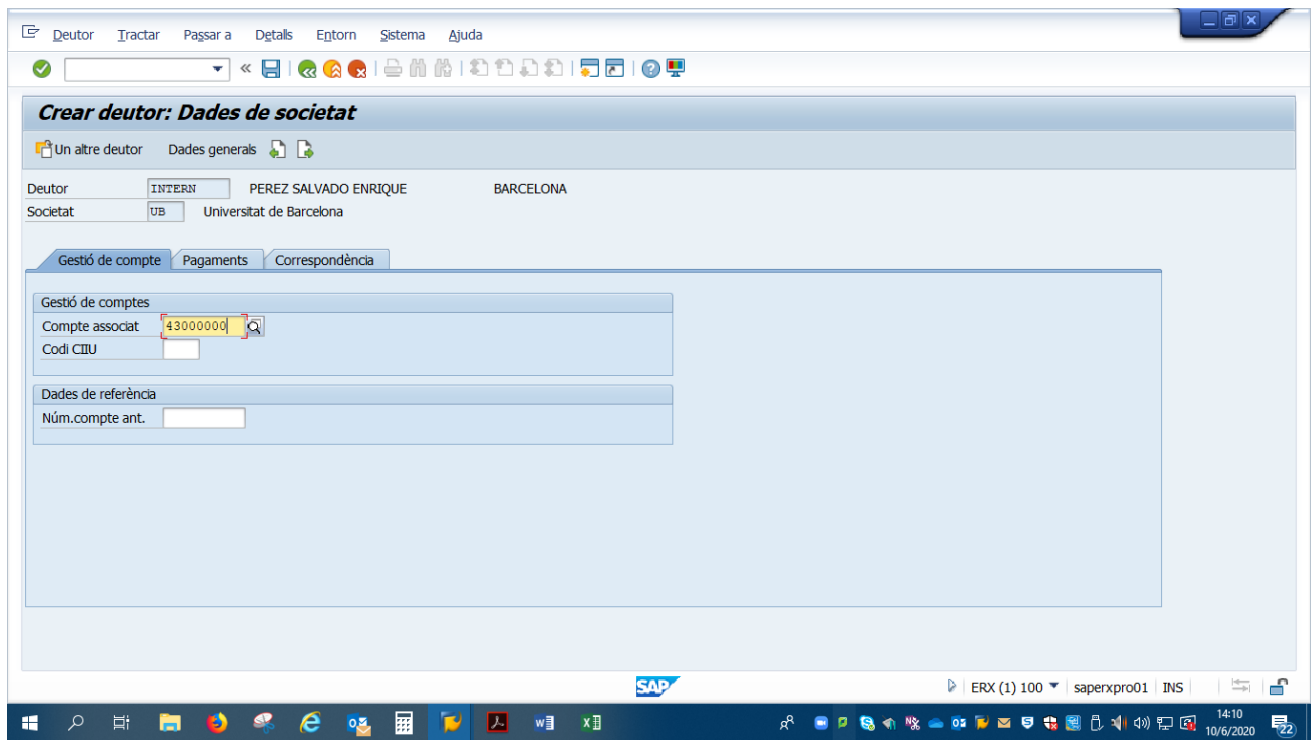 Deutor Tractar Passar a Detalls Entorn Sistema Ajuda
Crear deutor: Dades de societat
Un altre deutor Dades generals
Deutor INTERN PEREZ SALVADO ENRIQUE BARCELONA
Societat UB Universitat de Barcelona
Gestió de compte Pagaments Correspondència
Gestió de comptes
Compte associat 43000000
Codi CIIU
Dades de referència
Núm.compte ant.
SAP ERX (1) 100 saperxpro01 INS
14:10
10/6/2020
22